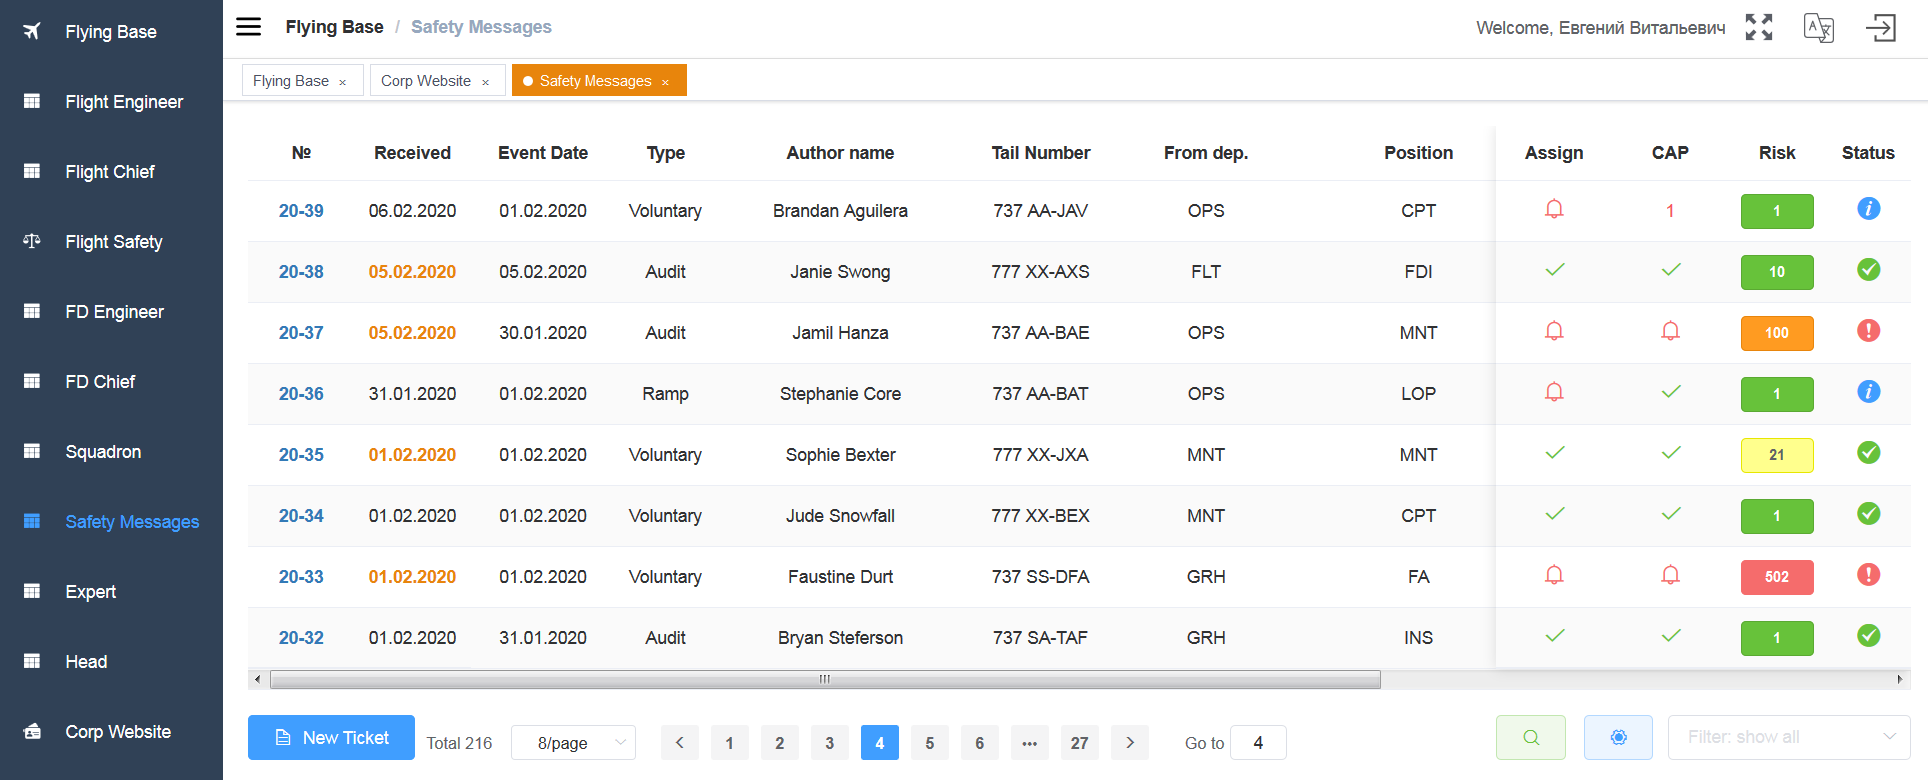 Flying Base
Flight Engineer
Flight Chief
Flight Safety
FD Engineer
FD Chief
Squadron
Safety Messages
Expert
Head
Corp Website
Flying Base / Safety Messages
Welcome, Евгений Витальевич
Flying Base × Corp Website × Safety Messages ×
№ Received Event Date Type Author name Tail Number From dep. Position Assign CAP Risk Status
20-39 06.02.2020 01.02.2020 Voluntary Brandan Aguilera 737 AA-JAV OPS CPT 1 1
20-38 05.02.2020 05.02.2020 Audit Janie Swong 777 XX-AXS FLT FDI 10
20-37 05.02.2020 30.01.2020 Audit Jamil Hanza 737 AA-BAE OPS MNT 100
20-36 31.01.2020 01.02.2020 Ramp Stephanie Core 737 AA-BAT OPS LOP 1
20-35 01.02.2020 01.02.2020 Voluntary Sophie Bexter 777 XX-JXA MNT MNT 21
20-34 01.02.2020 01.02.2020 Voluntary Jude Snowfall 777 XX-BEX MNT CPT 1
20-33 01.02.2020 01.02.2020 Voluntary Faustine Durt 737 SS-DFA GRH FA 502
20-32 01.02.2020 31.01.2020 Audit Bryan Steferson 737 SA-TAF GRH INS 1
New Ticket Total 216 8/page 1 2 3 4 5 6 ••• 27 Go to 4 Filter: show all